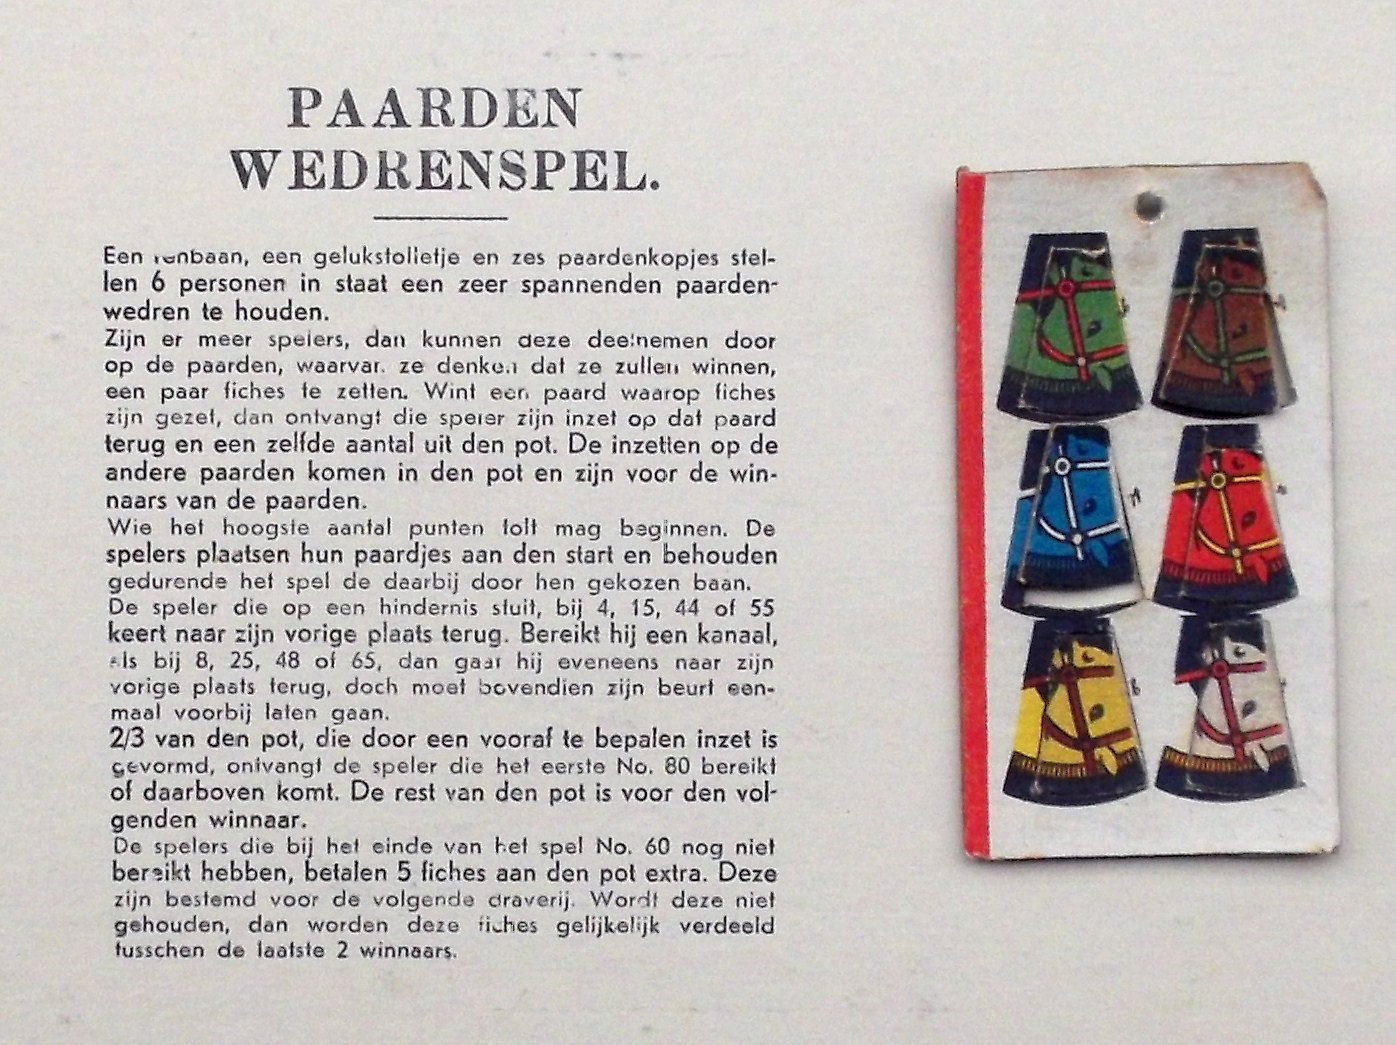 PAARDEN
WEDRENSPEL.
Een renbaan, een gelukstolletje en zes paardenkopjes stel-
len 6 personen in staat een zeer spannenden paarden-
wedren te houden.
Zijn er meer spelers, dan kunnen deze deelnemen door
op de paarden, waarvan ze denken dat ze zullen winnen,
een paar fiches te zetten. Wint een paard waarop fiches
zijn gezet, dan ontvangt die speler zijn inzet op dat paard
terug en een zelfde aantal uit den pot. De inzetten op de
andere paarden komen in den pot en zijn voor de win-
naars van de paarden.
Wie het hoogste aantal punten tolt mag beginnen. De
spelers plaatsen hun paardjes aan den start en behouden
gedurende het spel de daarbij door hen gekozen baan.
De speler die op een hindernis stuit, bij 4, 15, 44 of 55
keert naar zijn vorige plaats terug. Bereikt hij een kanaal,
als bij 8, 25, 48 of 65, dan gaat hij eveneens naar zijn
vorige plaats terug, doch moet bovendien zijn beurt een-
maal voorbij laten gaan.
2/3 van den pot, die door een vooraf te bepalen inzet is
gevormd, ontvangt de speler die het eerste No. 80 bereikt
of daarboven komt. De rest van den pot is voor den vol-
genden winnaar.
De spelers die bij het einde van het spel No. 60 nog niet
bereikt hebben, betalen 5 fiches aan den pot extra. Deze
zijn bestemd voor de volgende draverij. Wordt deze niet
gehouden, dan worden deze fiches gelijkelijk verdeeld
tusschen de laatste 2 winnaars.